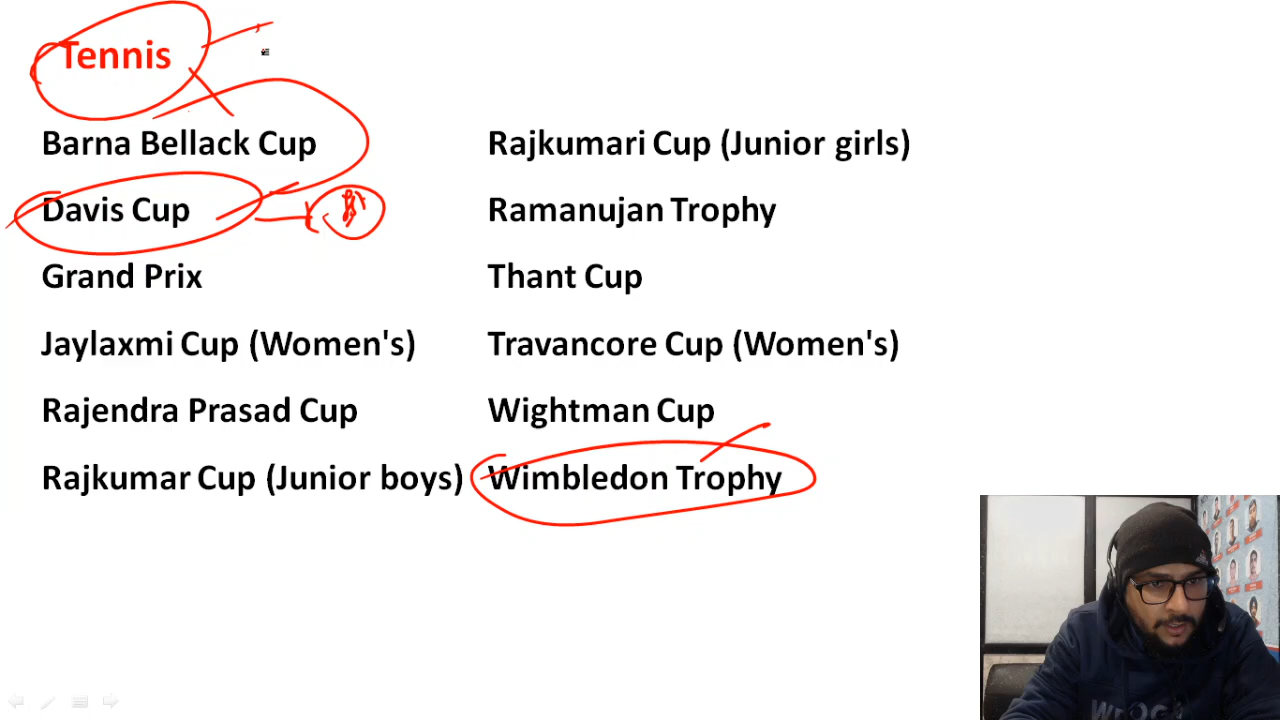 Tennis
Barna Bellack Cup
Davis Cup
Grand Prix
Jaylaxmi Cup (Women's)
Rajendra Prasad Cup
Rajkumar Cup (Junior boys)
Rajkumari Cup (Junior girls)
Ramanujan Trophy
Thant Cup
Travancore Cup (Women's)
Wightman Cup
Wimbledon Trophy